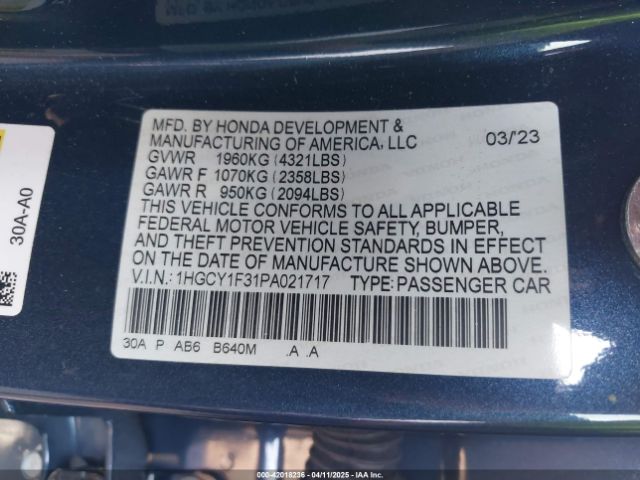 30A-A0
MFD. BY HONDA DEVELOPMENT &
MANUFACTURING OF AMERICA, LLC 03/'23
GVWR 1960KG (4321LBS)
GAWR F 1070KG (2358LBS)
GAWR R 950KG (2094LBS)
THIS VEHICLE CONFORMS TO ALL APPLICABLE
FEDERAL MOTOR VEHICLE SAFETY, BUMPER,
AND THEFT PREVENTION STANDARDS IN EFFECT
ON THE DATE OF MANUFACTURE SHOWN ABOVE.
V.I.N.: 1HGCY1F31PA021717 TYPE: PASSENGER CAR
30A P AB6 B640M .A .A
000-42018236 - 04/11/2025 - IAA Inc.